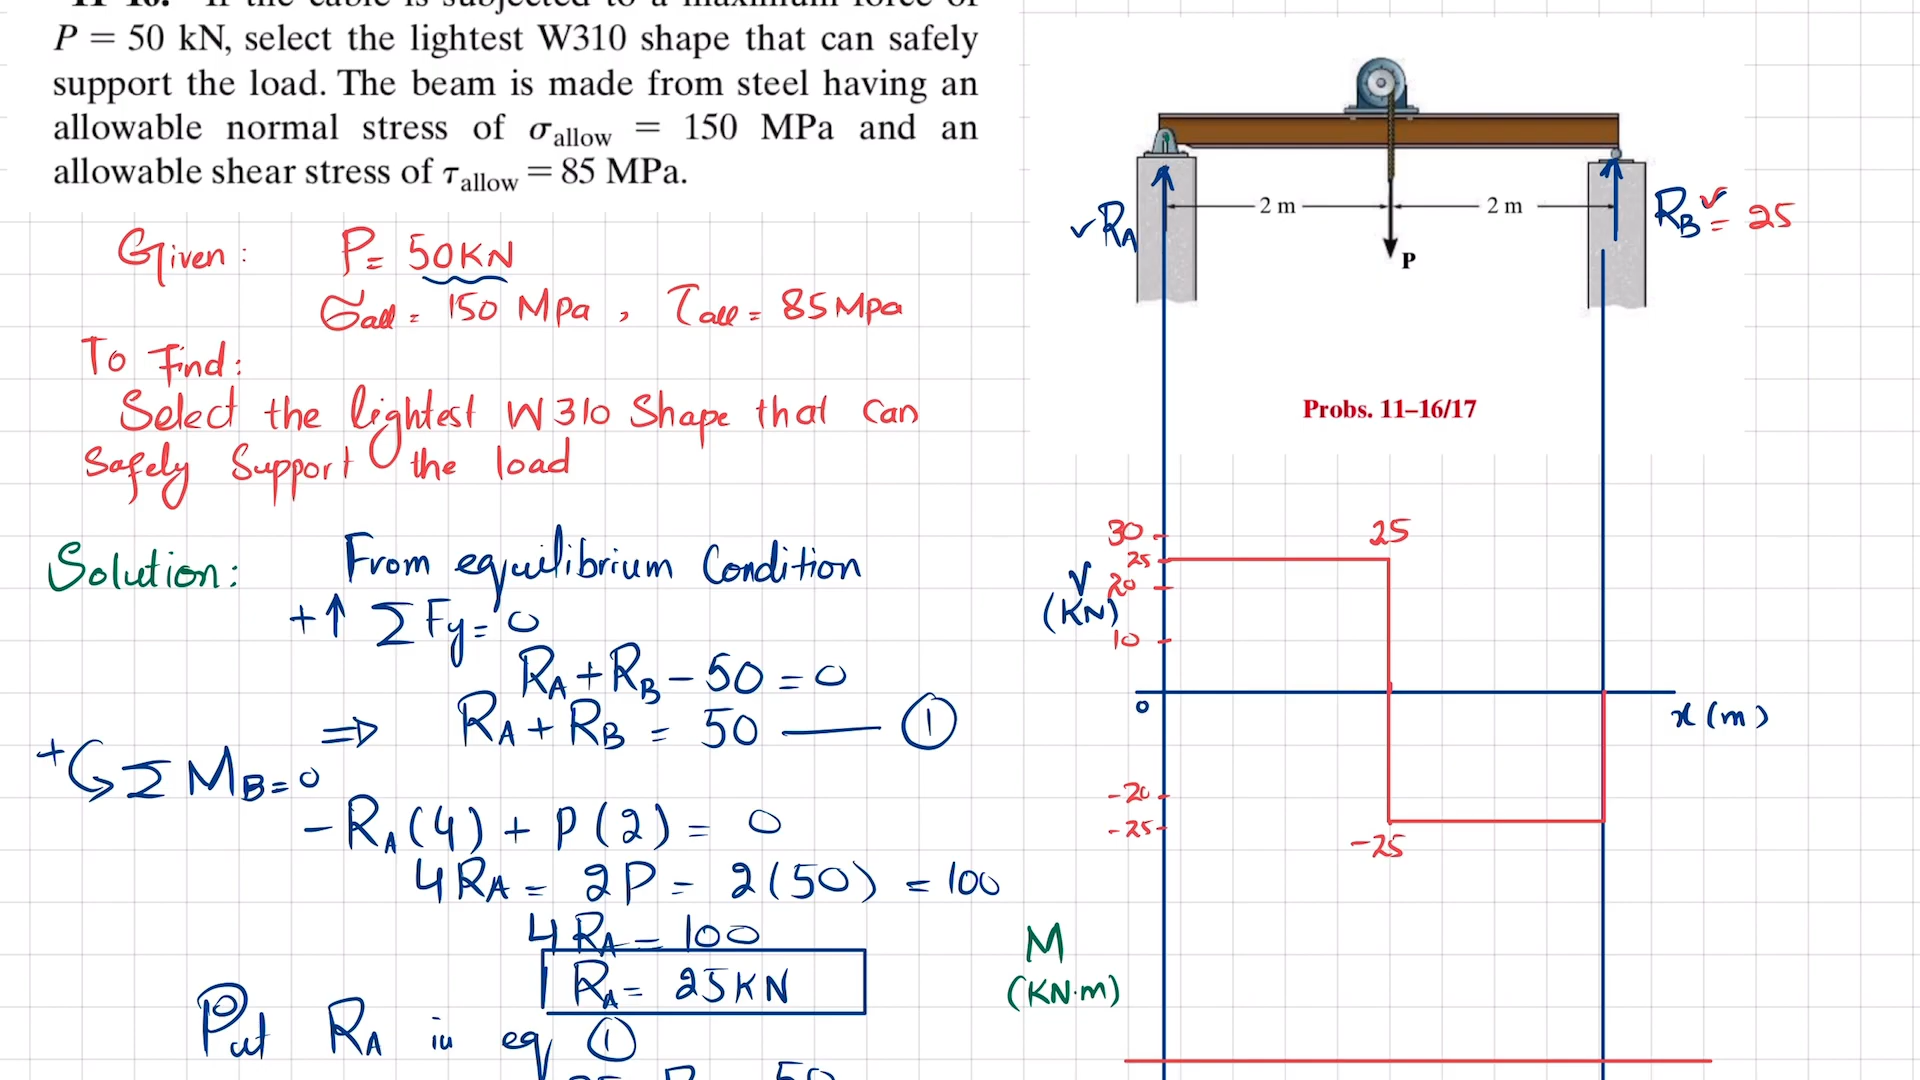 P = 50 kN, select the lightest W310 shape that can safely
support the load. The beam is made from steel having an
allowable normal stress of σallow = 150 MPa and an
allowable shear stress of τallow = 85 MPa.
Given: P = 50KN
σall = 150 MPa , τall = 85 Mpa
To Find:
Select the lightest W310 Shape that can
Safely Support the load
Solution: From equilibrium Condition
+↑ ΣFy = 0
RA + RB - 50 = 0
⇒ RA + RB = 50 — ①
+ ΣMB = 0
- RA(4) + P(2) = 0
4RA = 2P = 2(50) = 100
4RA = 100
RA = 25KN
Put RA in eq ①
✓RA
2 m
2 m
RB✓ = 25
P
Probs. 11–16/17
V
(KN)
30
25
20
10
0
-20
-25
25
-25
x(m)
M
(KN·m)